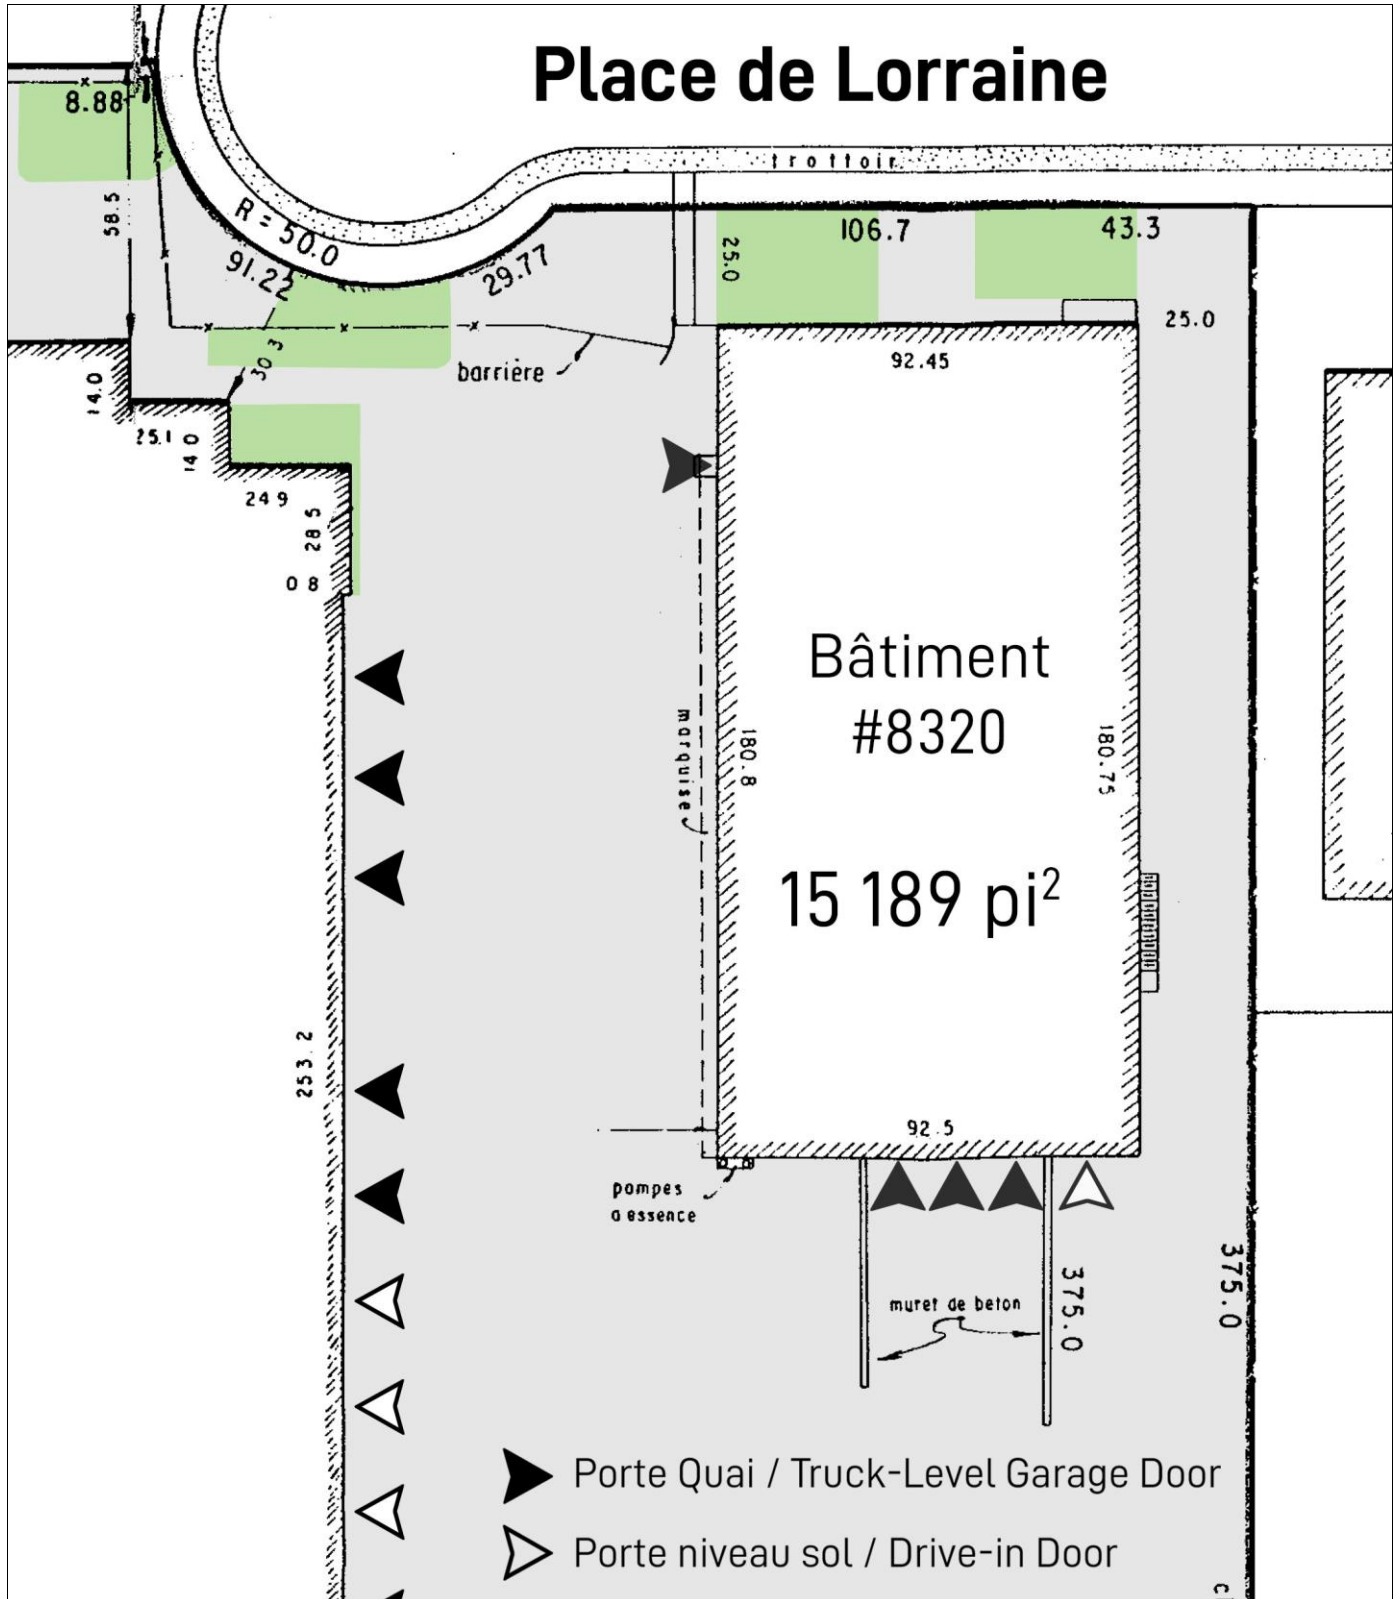 Place de Lorraine
8.88
trottoir
58.5
R = 50.0
91.22
29.77
25.0
106.7
43.3
25.0
30 3
barrière
92.45
14.0
25.1
14 0
24 9
28 5
0 8
Bâtiment
#8320
marquise
180.8
180.75
15 189 pi²
253.2
92.5
pompes
a essence
muret de beton
375.0
375.0
Porte Quai / Truck-Level Garage Door
Porte niveau sol / Drive-in Door